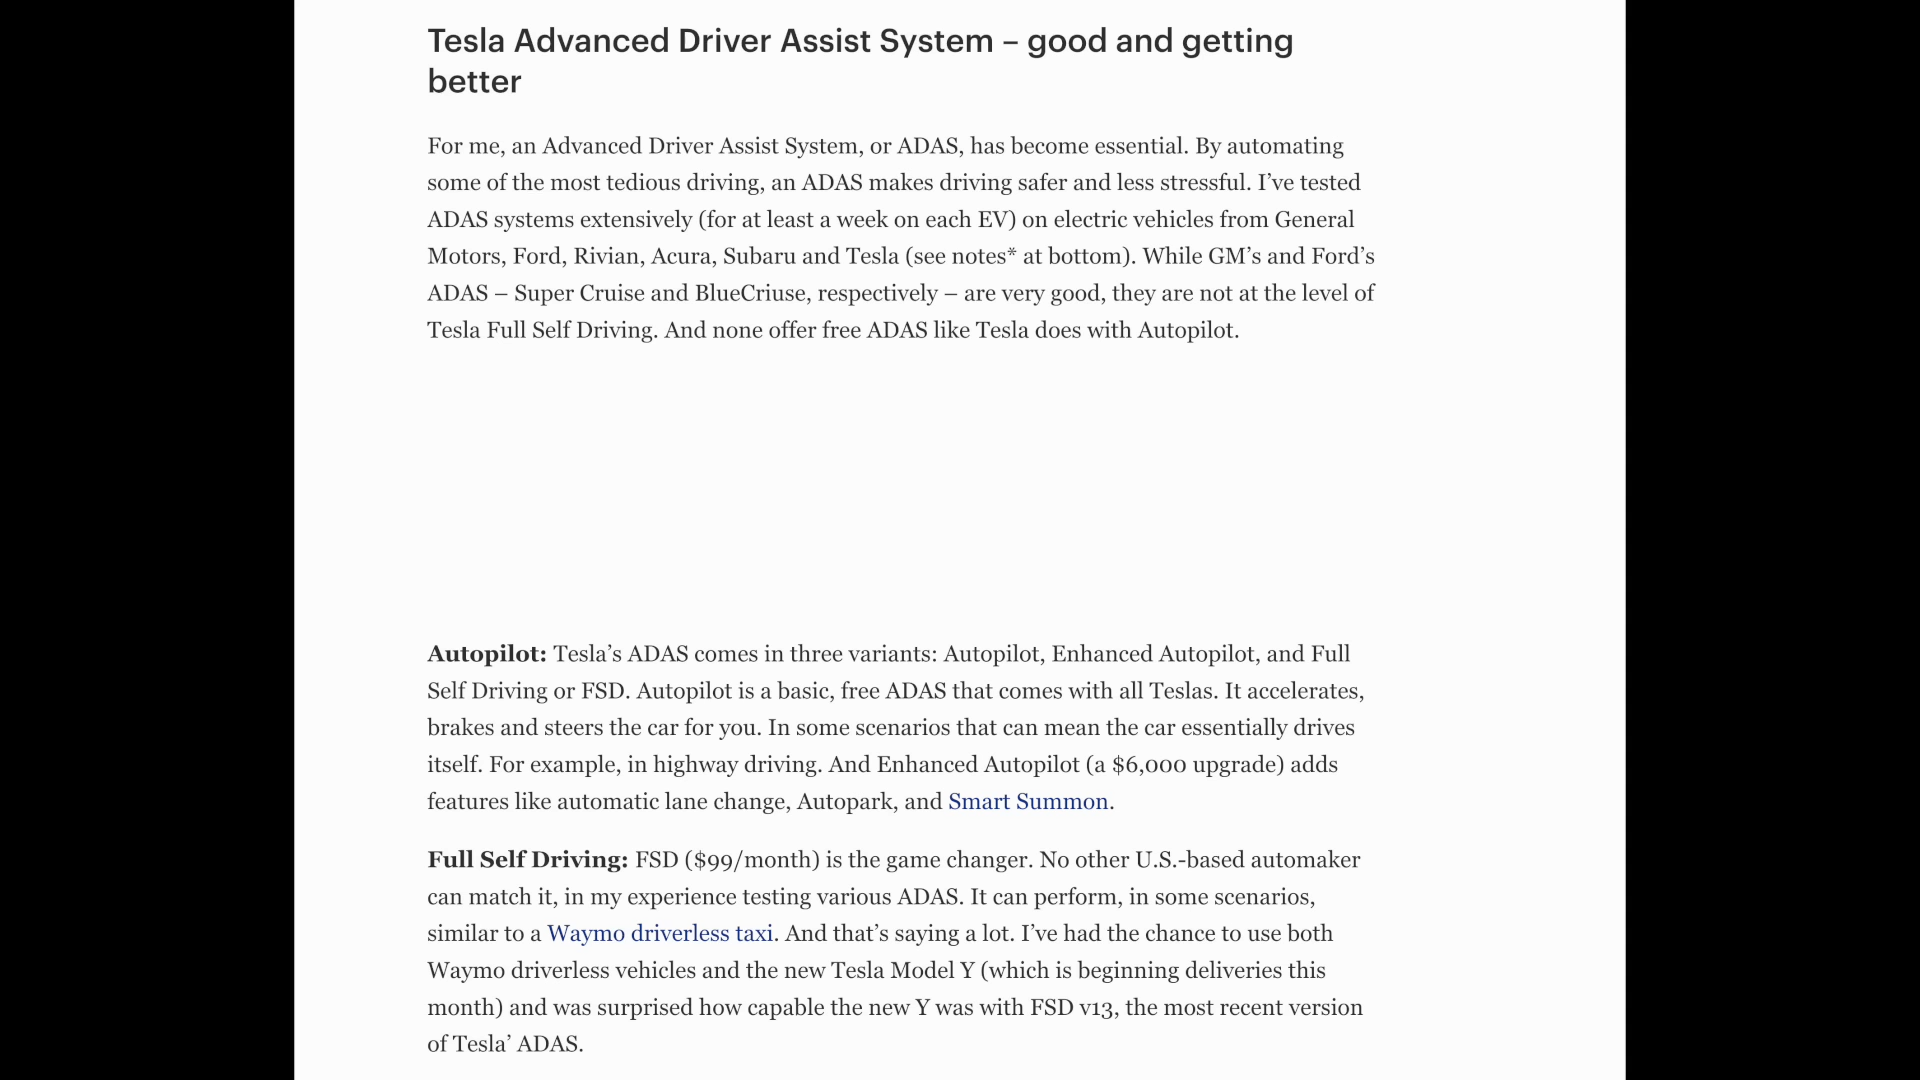 Tesla Advanced Driver Assist System – good and getting
better
For me, an Advanced Driver Assist System, or ADAS, has become essential. By automating
some of the most tedious driving, an ADAS makes driving safer and less stressful. I’ve tested
ADAS systems extensively (for at least a week on each EV) on electric vehicles from General
Motors, Ford, Rivian, Acura, Subaru and Tesla (see notes* at bottom). While GM’s and Ford’s
ADAS – Super Cruise and BlueCriuse, respectively – are very good, they are not at the level of
Tesla Full Self Driving. And none offer free ADAS like Tesla does with Autopilot.
Autopilot: Tesla’s ADAS comes in three variants: Autopilot, Enhanced Autopilot, and Full
Self Driving or FSD. Autopilot is a basic, free ADAS that comes with all Teslas. It accelerates,
brakes and steers the car for you. In some scenarios that can mean the car essentially drives
itself. For example, in highway driving. And Enhanced Autopilot (a $6,000 upgrade) adds
features like automatic lane change, Autopark, and Smart Summon.
Full Self Driving: FSD ($99/month) is the game changer. No other U.S.-based automaker
can match it, in my experience testing various ADAS. It can perform, in some scenarios,
similar to a Waymo driverless taxi. And that’s saying a lot. I’ve had the chance to use both
Waymo driverless vehicles and the new Tesla Model Y (which is beginning deliveries this
month) and was surprised how capable the new Y was with FSD v13, the most recent version
of Tesla’ ADAS.